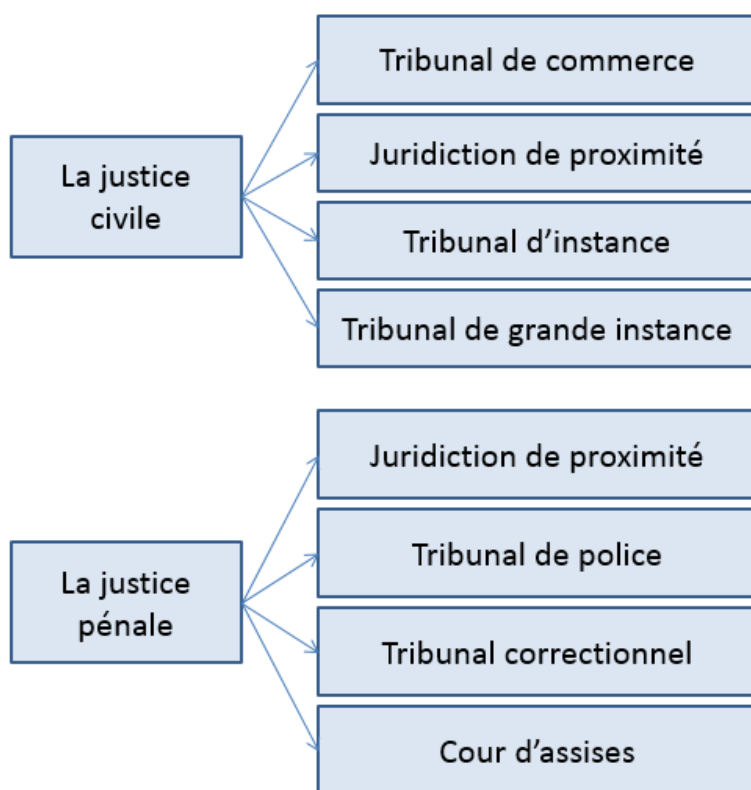 Tribunal de commerce
Juridiction de proximité
La justice
civile
Tribunal d’instance
Tribunal de grande instance
Juridiction de proximité
Tribunal de police
La justice
pénale
Tribunal correctionnel
Cour d’assises